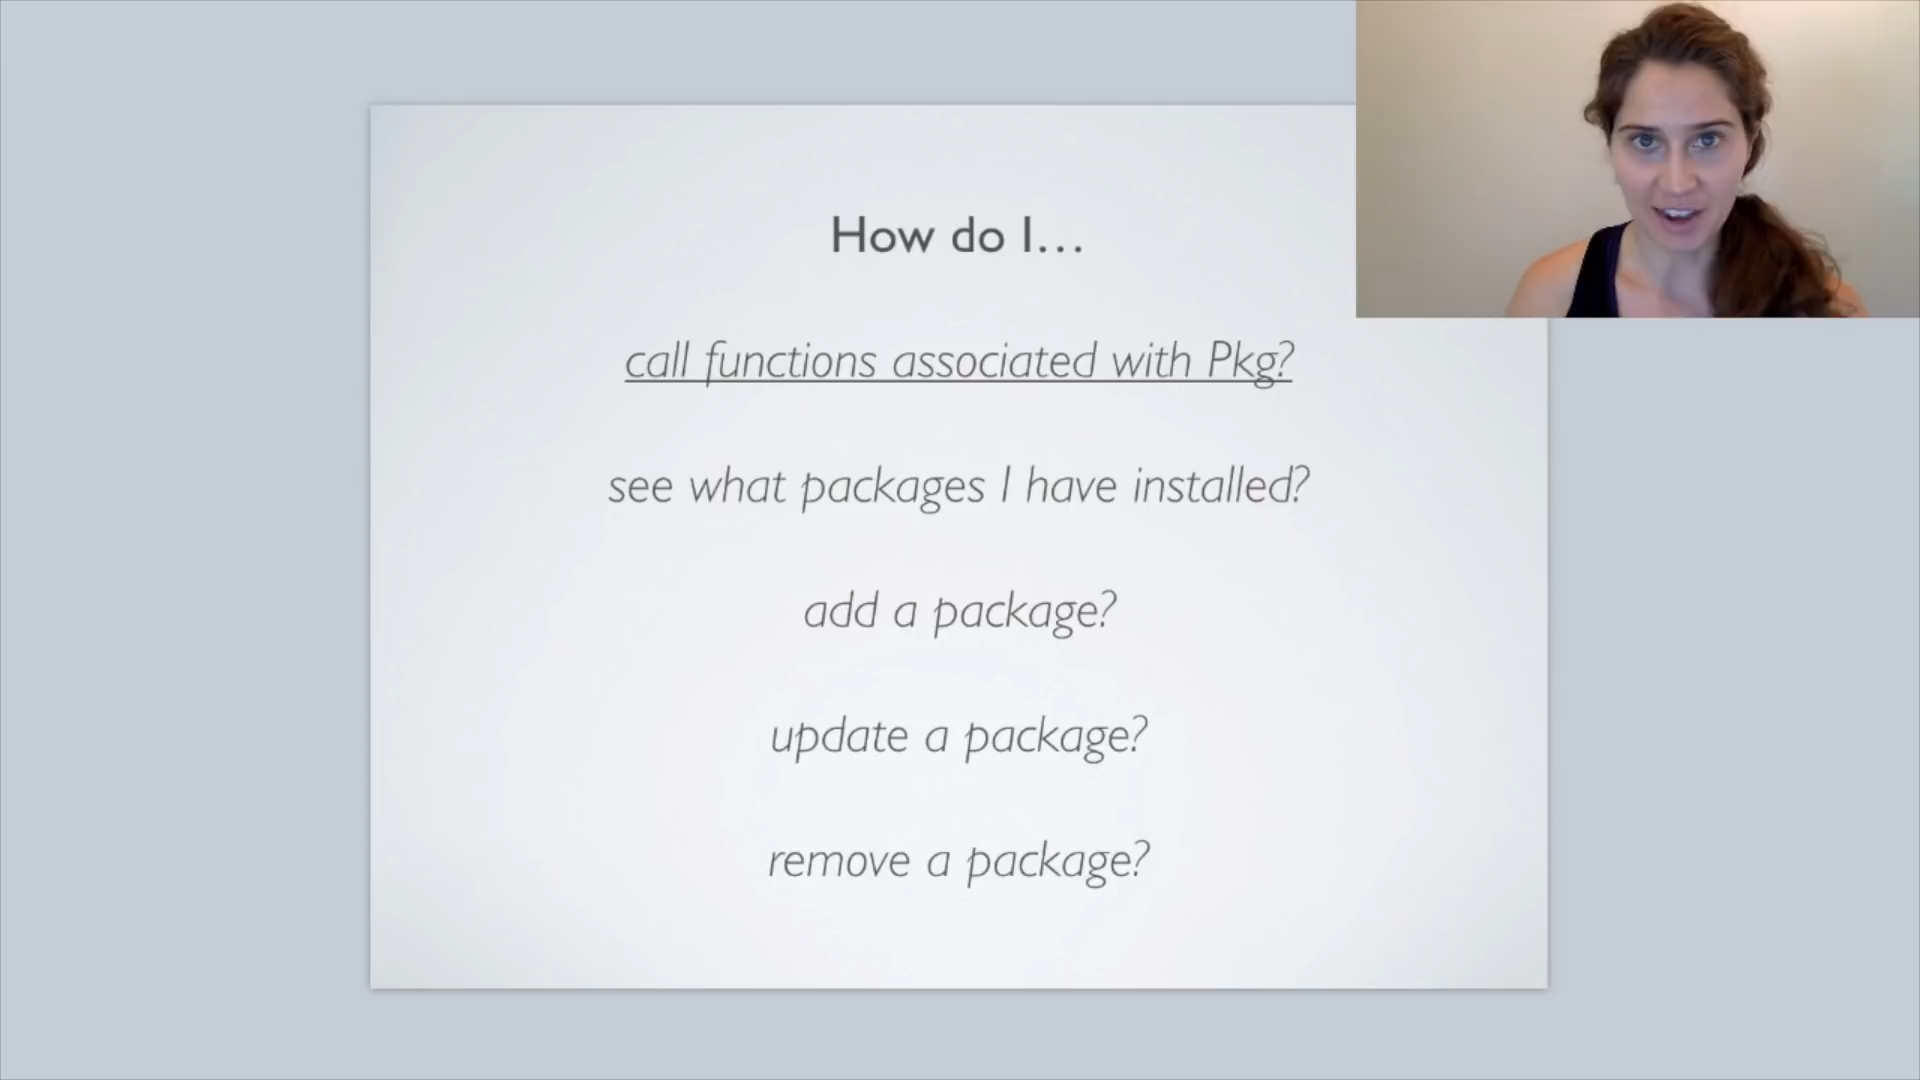 How do I...
call functions associated with Pkg?
see what packages I have installed?
add a package?
update a package?
remove a package?